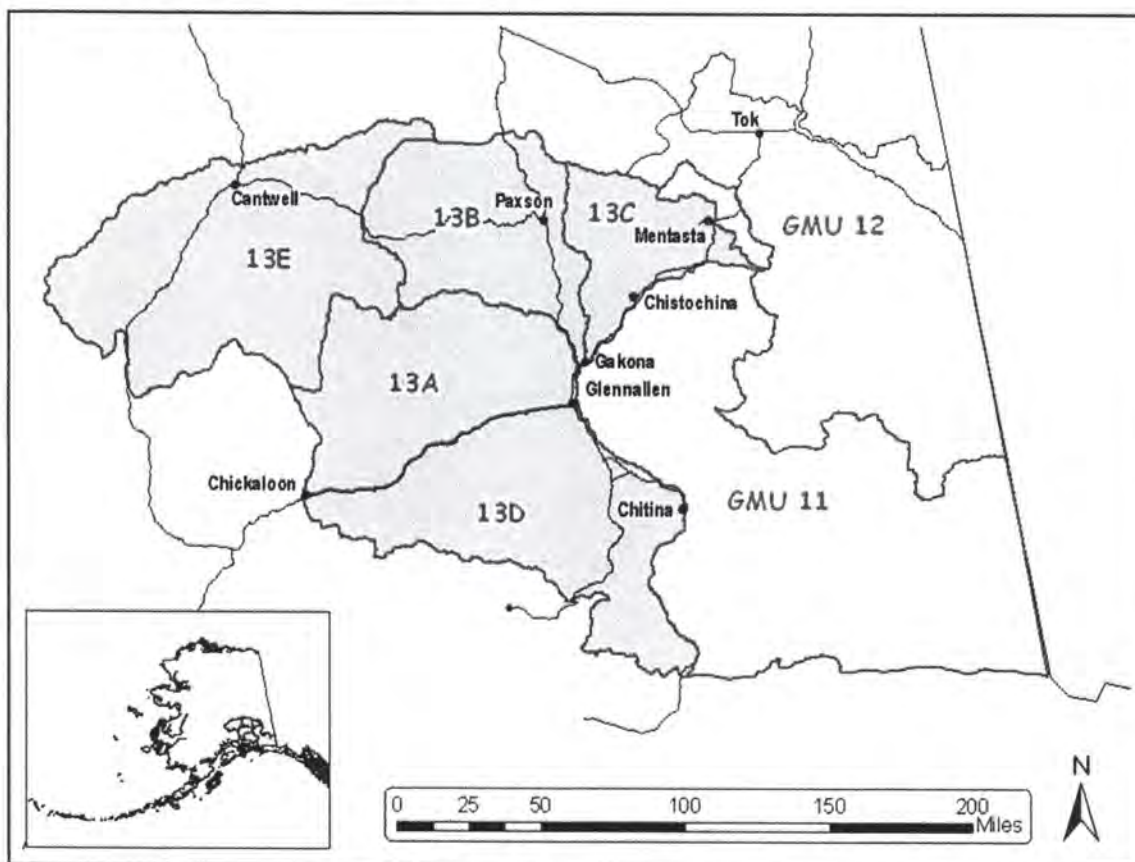 Tok
Cantwell
Paxson
13B
13C
Mentasta
GMU 12
13E
Chistochina
Gakona
13A
Glennallen
Chickaloon
13D
Chitina
GMU 11
N
0 25 50 100 150 200
Miles